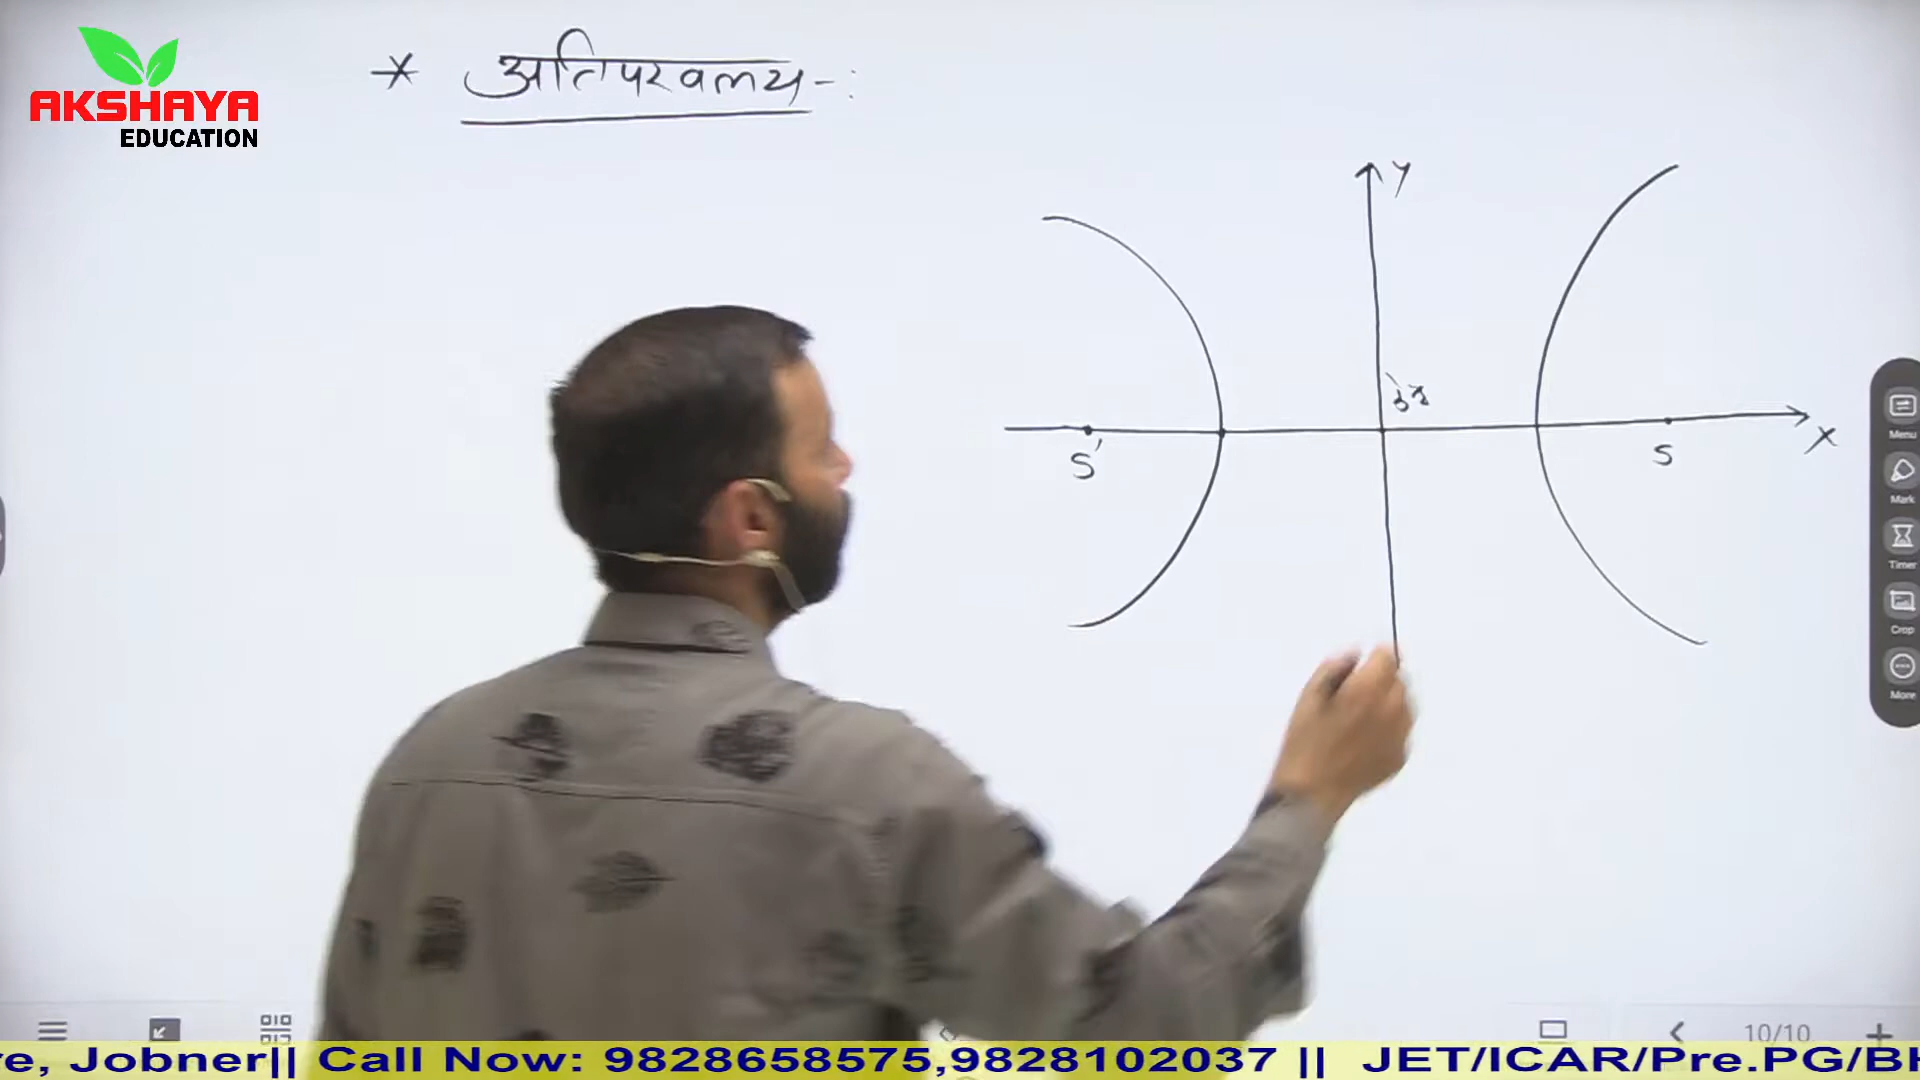 AKSHAYA
EDUCATION
* अतिपरवलय-:
Y
S'
S
X
Menu
Mark
Timer
Crop
More
10/10
re, Jobner|| Call Now: 9828658575,9828102037 || JET/ICAR/Pre.PG/BH